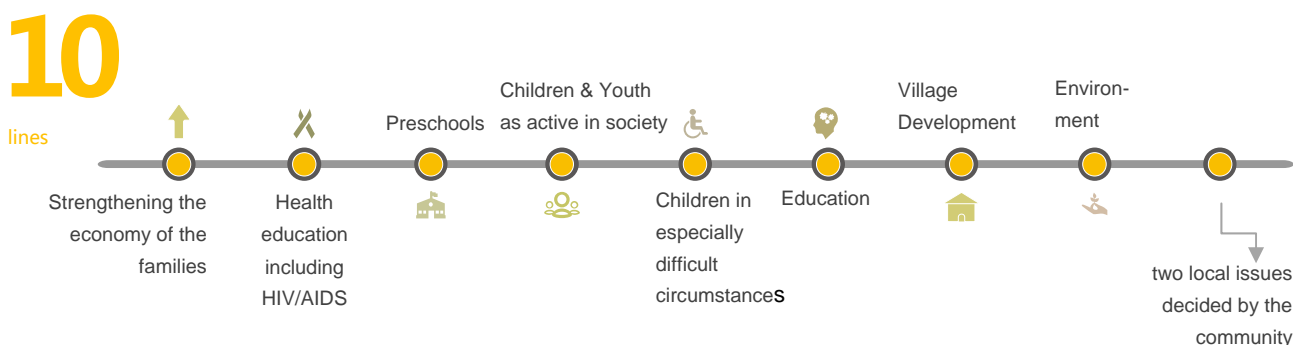 10
lines
Strengthening the
economy of the
families
Health
education
including
HIV/AIDS
Preschools
Children & Youth
as active in society
Children in
especially
difficult
circumstances
Education
Village
Development
Environ-
ment
two local issues
decided by the
community